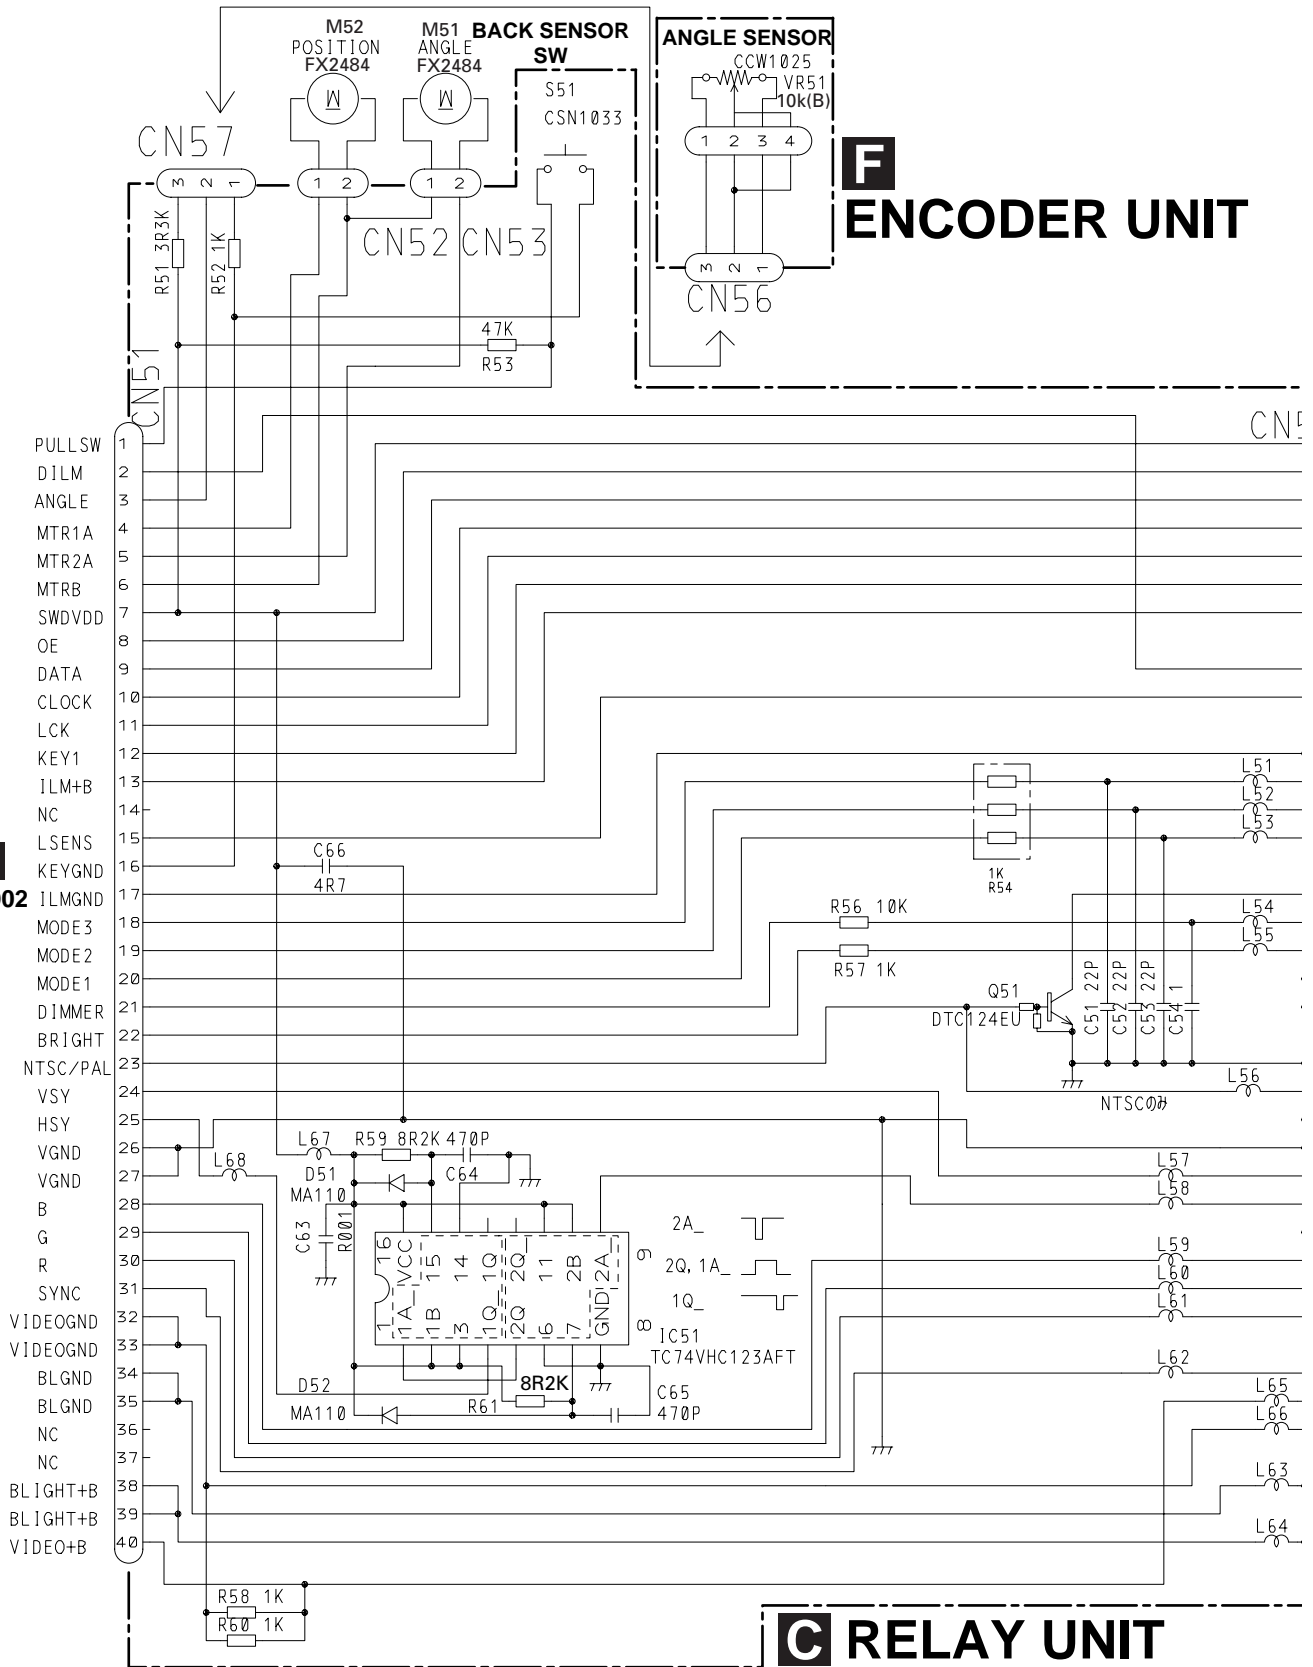 M52
POSITION
FX2484
M51
ANGLE
FX2484
BACK SENSOR
SW
S51
CSN1033
ANGLE SENSOR
CCW1025
VR51
10k(B)
1 2 3 4
F
ENCODER UNIT
CN57
3 2 1
1 2
1 2
CN52 CN53
R51 3R3K
R52 1K
3 2 1
CN56
47K
R53
CN51
CN5
PULLSW 1
DILM 2
ANGLE 3
MTR1A 4
MTR2A 5
MTRB 6
SWDVDD 7
OE 8
DATA 9
CLOCK 10
LCK 11
KEY1 12
ILM+B 13
NC 14
LSENS 15
KEYGND 16
02 ILMGND 17
MODE3 18
MODE2 19
MODE1 20
DIMMER 21
BRIGHT 22
NTSC/PAL 23
VSY 24
HSY 25
VGND 26
VGND 27
B 28
G 29
R 30
SYNC 31
VIDEOGND 32
VIDEOGND 33
BLGND 34
BLGND 35
NC 36
NC 37
BLIGHT+B 38
BLIGHT+B 39
VIDEO+B 40
L51
L52
L53
1K
R54
C66
4R7
R56 10K
R57 1K
L54
L55
Q51
DTC124EU
C51 22P
C52 22P
C53 22P
C54 1
L56
NTSCのみ
L67
R59 8R2K
470P
C64
L68
D51
MA110
C63
R001
16 VCC 15 14 1Q 2Q_ 11 2B 2A_ 9
1 1A_ 1B 3 1Q_ 2Q 6 7 GND 8
2A_
2Q,1A_
1Q_
IC51
TC74VHC123AFT
L57
L58
L59
L60
L61
L62
D52
MA110
R61
8R2K
C65
470P
L65
L66
L63
L64
R58 1K
R60 1K
C RELAY UNIT